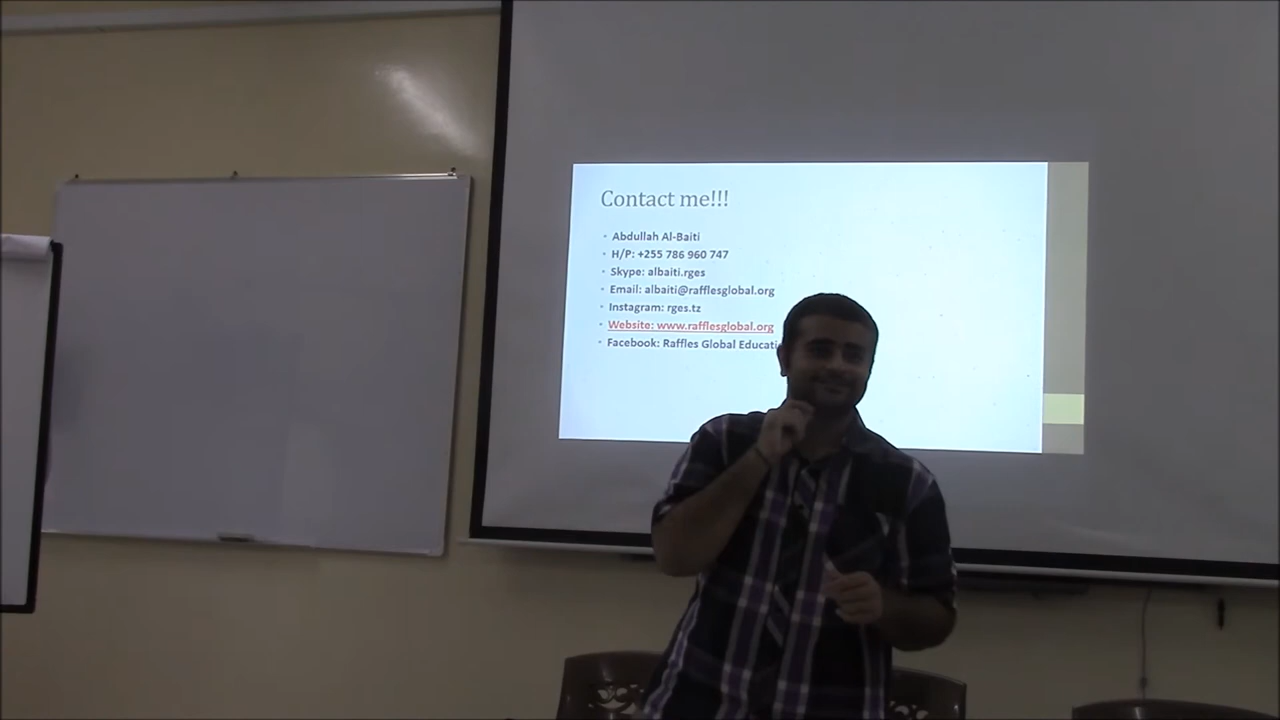 Contact me!!!
Abdullah Al-Baiti
H/P: +255 786 960 747
Skype: albaiti.rges
Email: albaiti@rafflesglobal.org
Instagram: rges.tz
Website: www.rafflesglobal.org
Facebook: Raffles Global